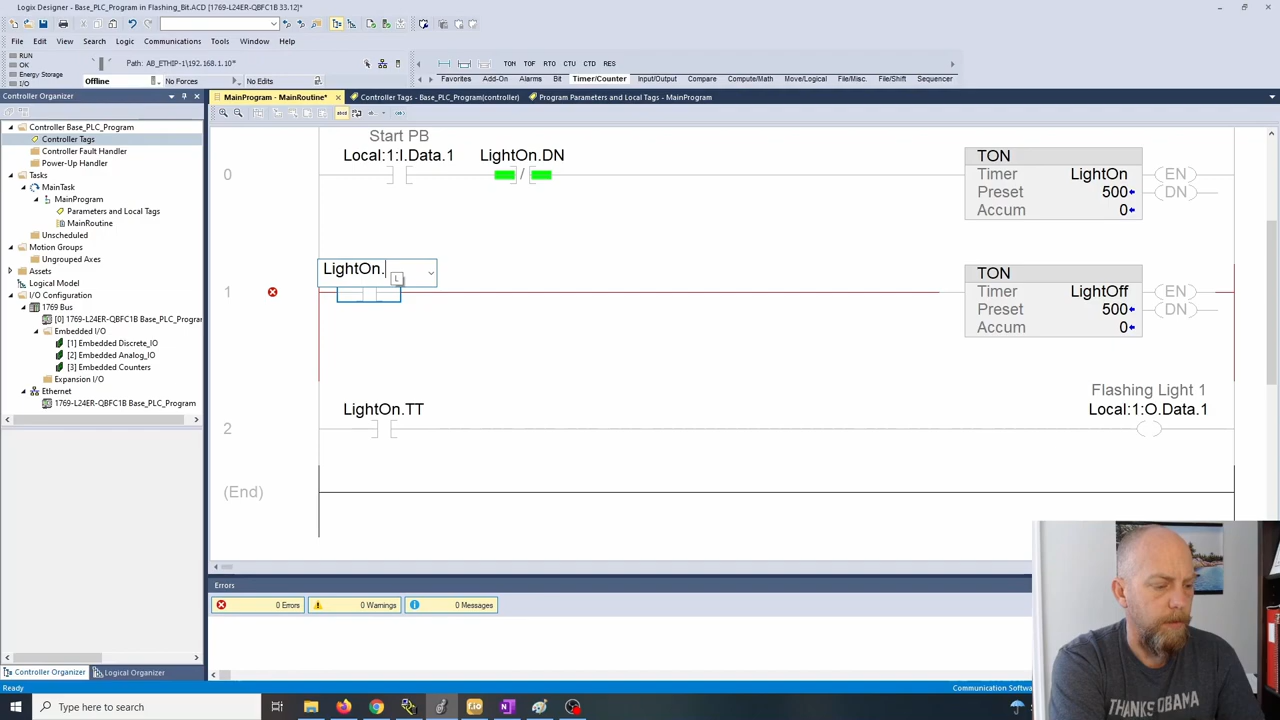 Logix Designer - Base_PLC_Program in Flashing_Bit.ACD [1769-L24ER-QBFC1B 33.12]*
File Edit View Search Logic Communications Tools Window Help
RUN
OK
Energy Storage
I/O
Path: AB_ETHIP-1\192.168.1.10*
Offline
No Forces
No Edits
TON TOF RTO CTU CTD RES
Favorites Add-On Alarms Bit Timer/Counter Input/Output Compare Compute/Math Move/Logical File/Misc. File/Shift Sequencer
Controller Organizer
MainProgram - MainRoutine*
Controller Tags - Base_PLC_Program(controller)
Program Parameters and Local Tags - MainProgram
Controller Base_PLC_Program
Controller Tags
Controller Fault Handler
Power-Up Handler
Tasks
MainTask
MainProgram
Parameters and Local Tags
MainRoutine
Unscheduled
Motion Groups
Ungrouped Axes
Assets
Logical Model
I/O Configuration
1769 Bus
[0] 1769-L24ER-QBFC1B Base_PLC_Program
Embedded I/O
[1] Embedded Discrete_IO
[2] Embedded Analog_IO
[3] Embedded Counters
Expansion I/O
Ethernet
1769-L24ER-QBFC1B Base_PLC_Program
Controller Organizer
Logical Organizer
abcd
0
Start PB
Local:1:I.Data.1
LightOn.DN
/
TON
Timer LightOn
Preset 500
Accum 0
EN
DN
LightOn.
L
1
TON
Timer LightOff
Preset 500
Accum 0
EN
DN
2
LightOn.TT
Flashing Light 1
Local:1:O.Data.1
(End)
Errors
0 Errors
0 Warnings
0 Messages
Ready
Communication Softwa
Type here to search
THANKS OBAMA